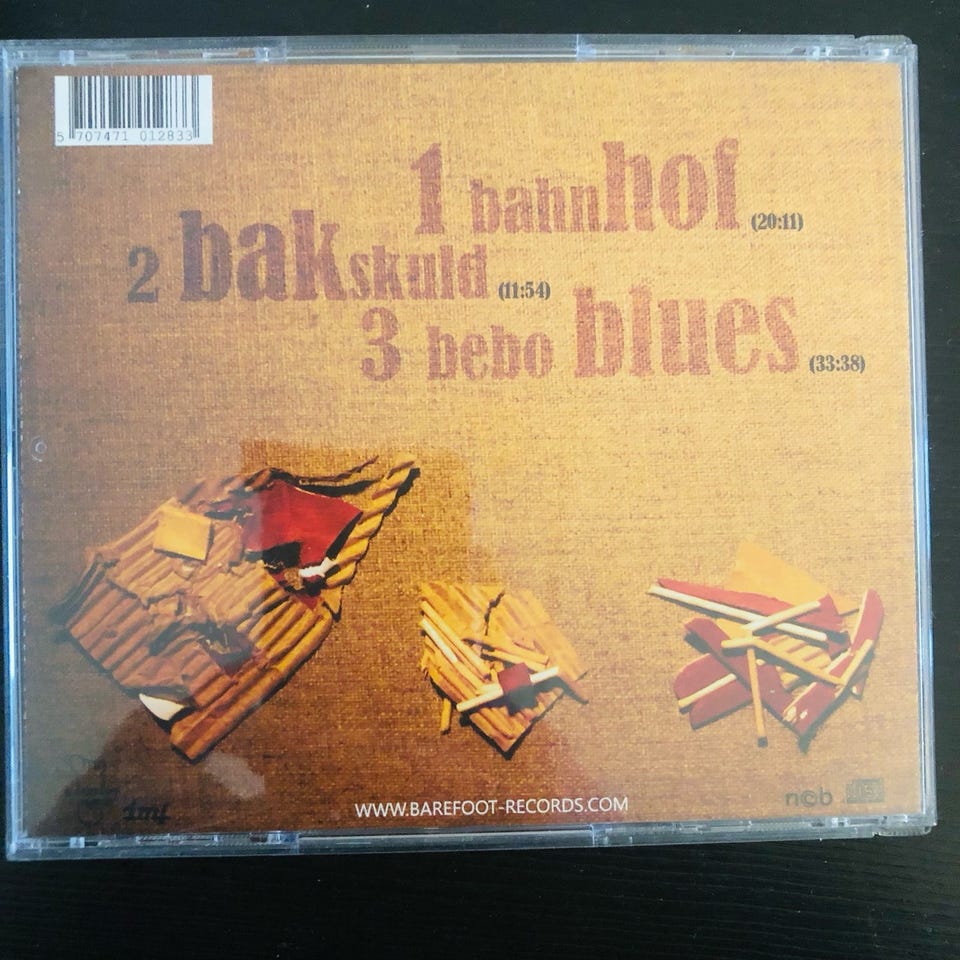 5 707471 012833
1 bahnhof (20:11)
2 bakskuld (11:54)
3 bebo blues (33:38)
WWW.BAREFOOT-RECORDS.COM
dmf
n©b